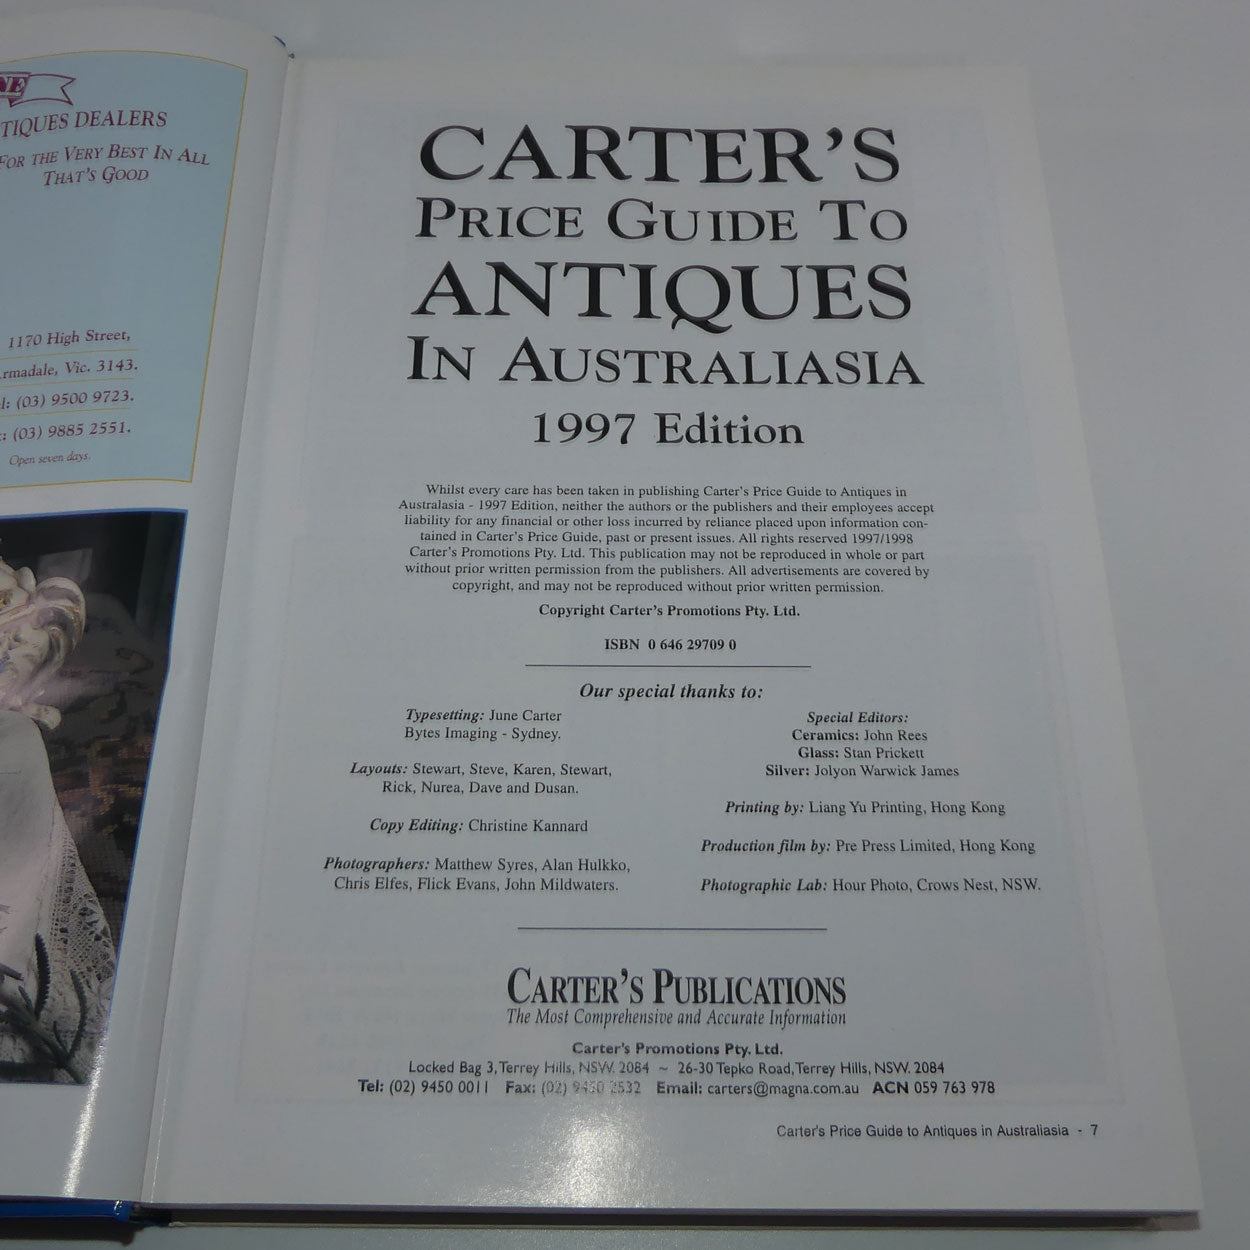 NE
TIQUES DEALERS
FOR THE VERY BEST IN ALL
THAT'S GOOD
1170 High Street,
rmadale, Vic. 3143.
l: (03) 9500 9723.
: (03) 9885 2551.
Open seven days.
CARTER'S
PRICE GUIDE TO
ANTIQUES
IN AUSTRALIASIA
1997 Edition
Whilst every care has been taken in publishing Carter's Price Guide to Antiques in
Australasia - 1997 Edition, neither the authors or the publishers and their employees accept
liability for any financial or other loss incurred by reliance placed upon information con-
tained in Carter's Price Guide, past or present issues. All rights reserved 1997/1998
Carter's Promotions Pty. Ltd. This publication may not be reproduced in whole or part
without prior written permission from the publishers. All advertisements are covered by
copyright, and may not be reproduced without prior written permission.
Copyright Carter's Promotions Pty. Ltd.
ISBN 0 646 29709 0
Our special thanks to:
Typesetting: June Carter
Bytes Imaging - Sydney.
Layouts: Stewart, Steve, Karen, Stewart,
Rick, Nurea, Dave and Dusan.
Copy Editing: Christine Kannard
Photographers: Matthew Syres, Alan Hulkko,
Chris Elfes, Flick Evans, John Mildwaters.
Special Editors:
Ceramics: John Rees
Glass: Stan Prickett
Silver: Jolyon Warwick James
Printing by: Liang Yu Printing, Hong Kong
Production film by: Pre Press Limited, Hong Kong
Photographic Lab: Hour Photo, Crows Nest, NSW.
CARTER'S PUBLICATIONS
The Most Comprehensive and Accurate Information
Carter's Promotions Pty. Ltd.
Locked Bag 3, Terrey Hills, NSW. 2084 ~ 26-30 Tepko Road, Terrey Hills, NSW. 2084
Tel: (02) 9450 0011 Fax: (02) 9450 2532 Email: carters@magna.com.au ACN 059 763 978
Carter's Price Guide to Antiques in Australiasia - 7